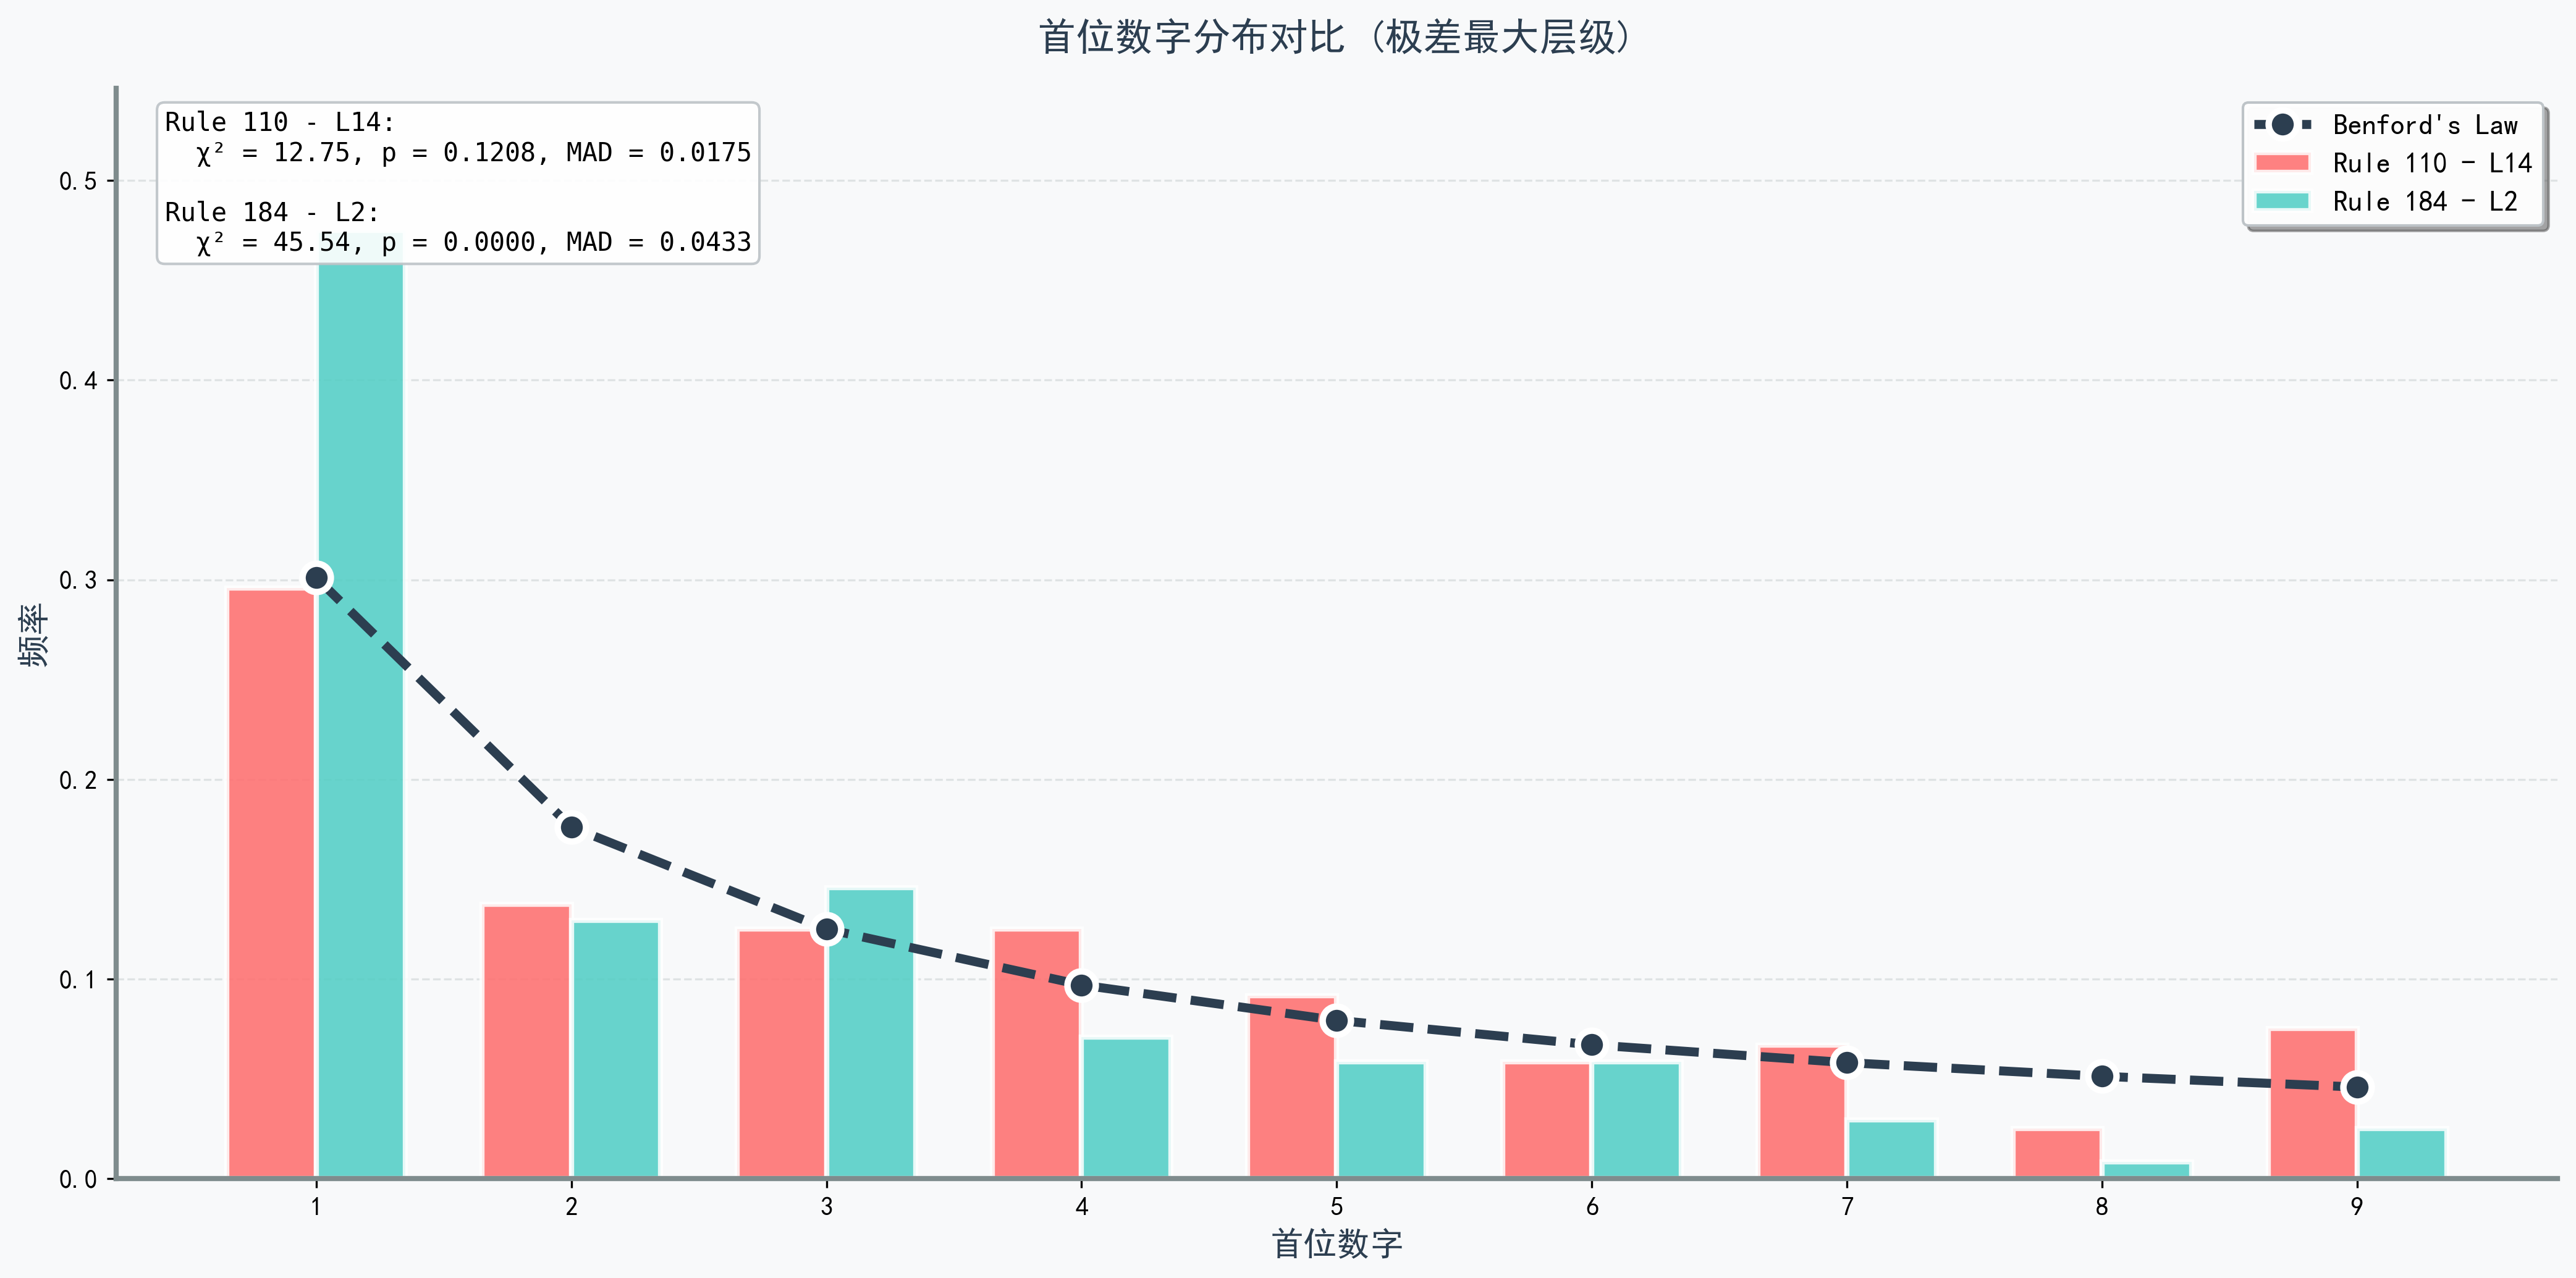 首位数字分布对比 (极差最大层级)
Rule 110 - L14:
χ² = 12.75, p = 0.1208, MAD = 0.0175
Rule 184 - L2:
χ² = 45.54, p = 0.0000, MAD = 0.0433
Benford's Law
Rule 110 - L14
Rule 184 - L2
频率
0.5
0.4
0.3
0.2
0.1
0.0
1 2 3 4 5 6 7 8 9
首位数字